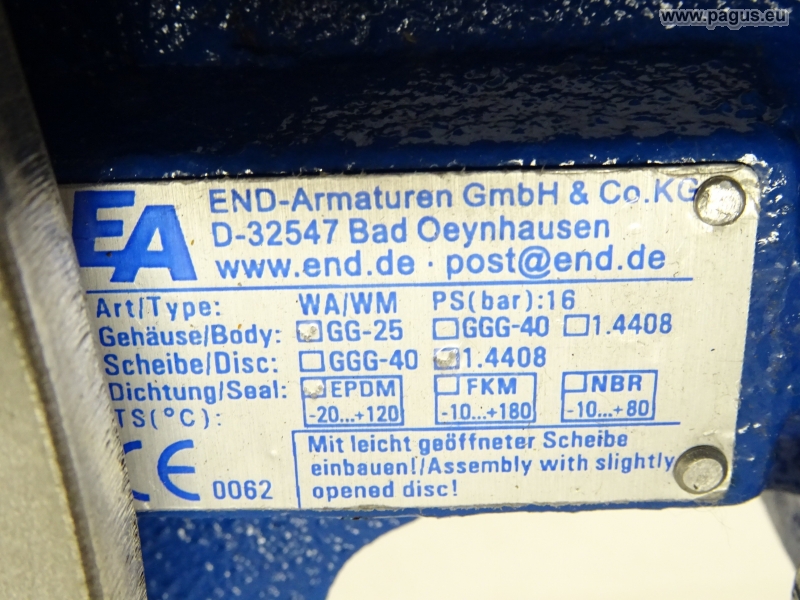 www.pagus.eu
EA
END-Armaturen GmbH & Co.KG
D-32547 Bad Oeynhausen
www.end.de · post@end.de
Art/Type: WA/WM PS(bar):16
Gehäuse/Body: GG-25 GGG-40 1.4408
Scheibe/Disc: GGG-40 1.4408
Dichtung/Seal: EPDM FKM NBR
TS(°C): -20...+120 -10...+180 -10...+80
CE 0062
Mit leicht geöffneter Scheibe
einbauen!/Assembly with slightly
opened disc!